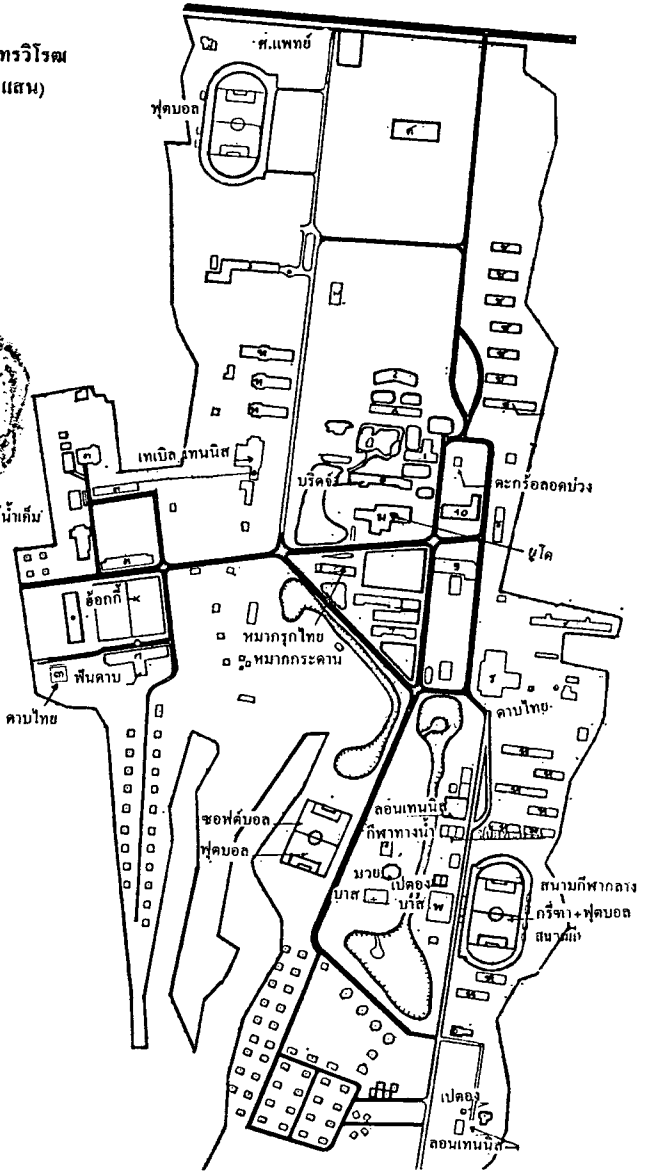 ทรวิโรฒ
แสน)
ศ.แพทย์
ฟุตบอล
เทเบิล เทนนิส
บริดจ์
ตะกร้อลอดบ่วง
น้ำเค็ม
10
ยูโด
ฮ้อกกี้
หมากรุกไทย
หมากกระดาน
ฟันดาบ
ดาบไทย
ดาบไทย
ซอฟต์บอล
ฟุตบอล
ลอนเทนนิส
กีฬาทางน้ำ
มวย
เปตอง
บาส
บาส
พ
สนามกีฬากลาง
กรีฑา+ฟุตบอล
เปตอง
ลอนเทนนิส